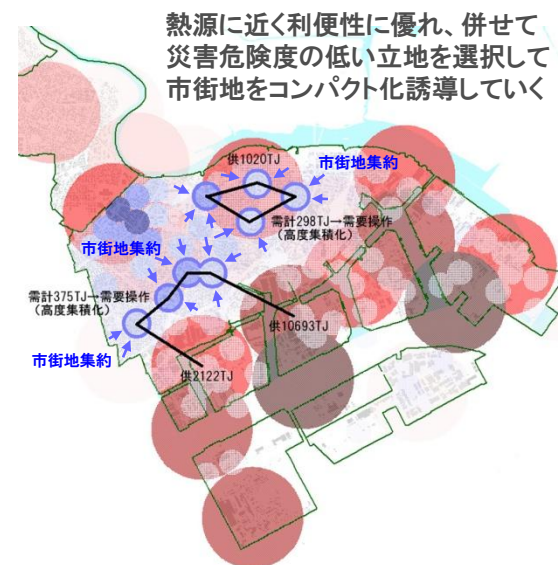 熱源に近く利便性に優れ、併せて
災害危険度の低い立地を選択して
市街地をコンパクト化誘導していく
供1020TJ
市街地集約
需計298TJ→需要操作
(高度集積化)
市街地集約
需計375TJ→需要操作
(高度集積化)
供10693TJ
市街地集約
供2122TJ